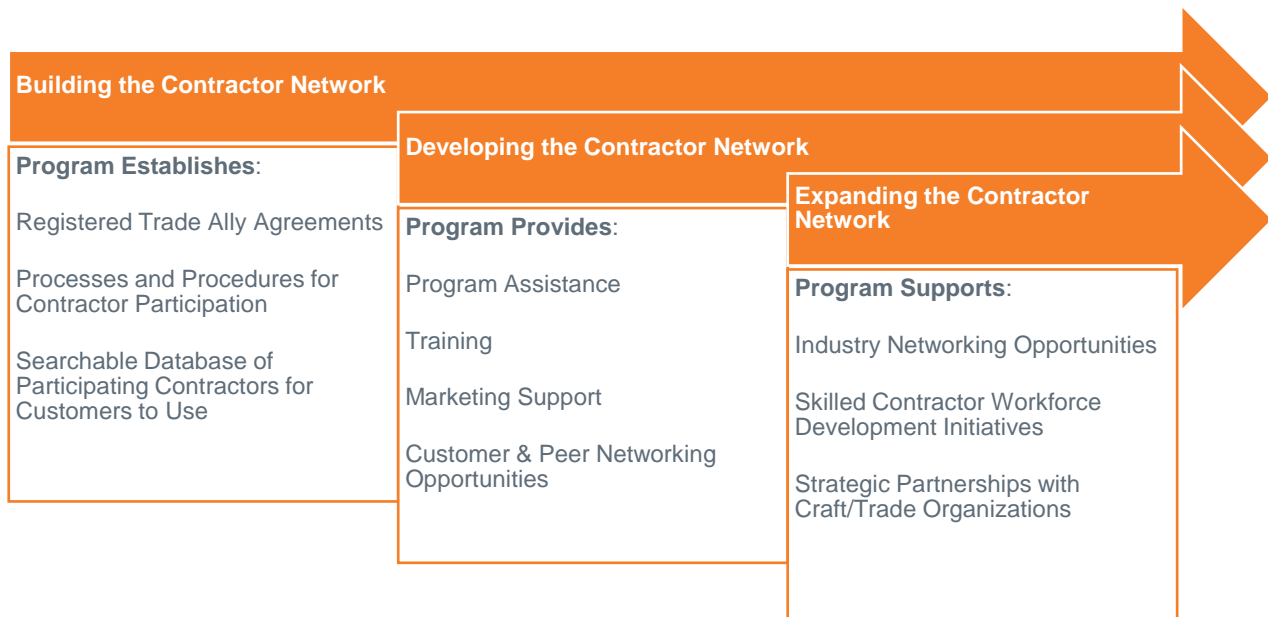 Building the Contractor Network
Program Establishes:
Registered Trade Ally Agreements
Processes and Procedures for
Contractor Participation
Searchable Database of
Participating Contractors for
Customers to Use
Developing the Contractor Network
Program Provides:
Program Assistance
Training
Marketing Support
Customer & Peer Networking
Opportunities
Expanding the Contractor
Network
Program Supports:
Industry Networking Opportunities
Skilled Contractor Workforce
Development Initiatives
Strategic Partnerships with
Craft/Trade Organizations